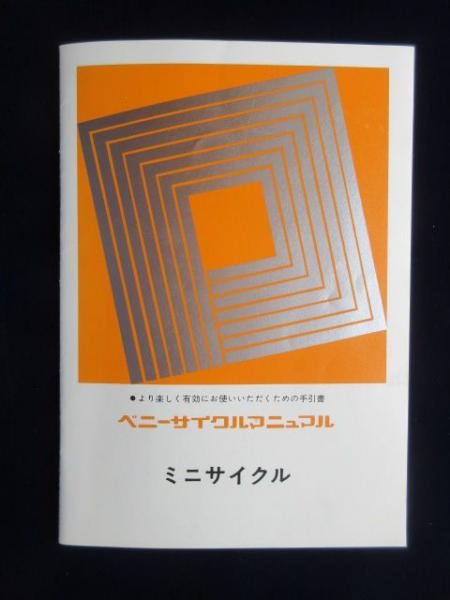 ●より楽しく有効にお使いいただくための手引書
ベニーサイクルマニュアル
ミニサイクル